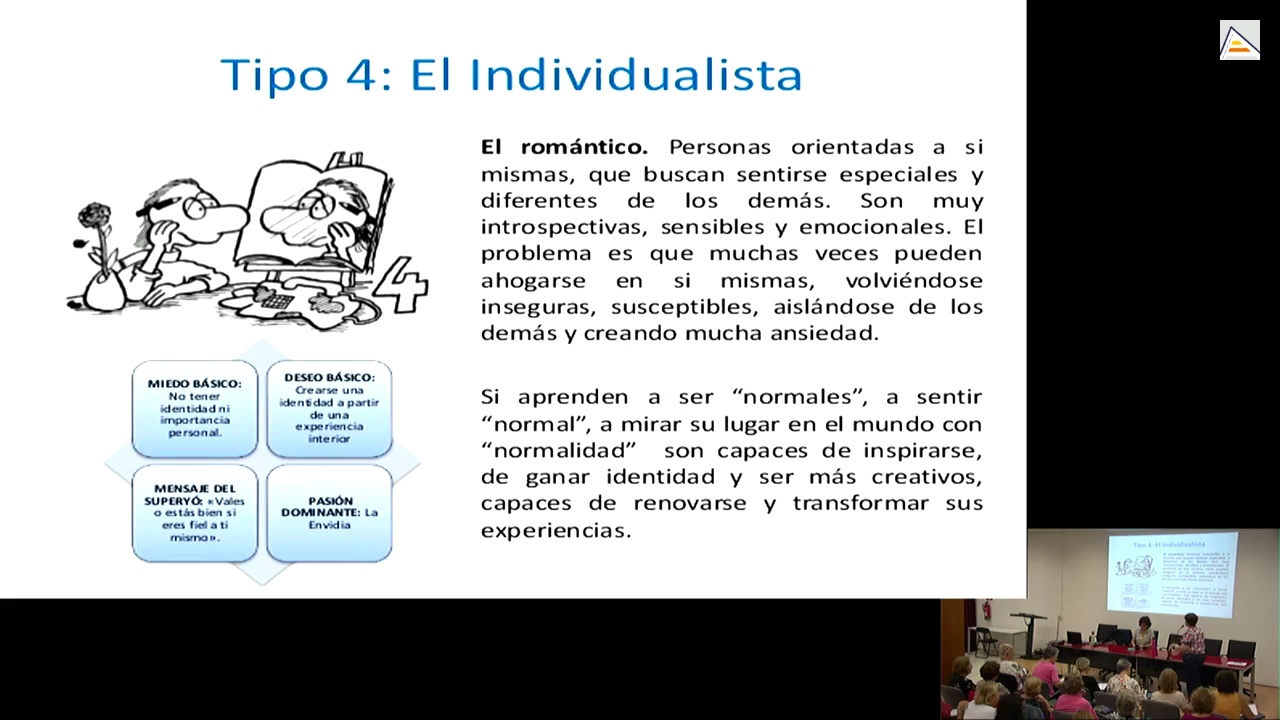 Tipo 4: El Individualista
El romántico. Personas orientadas a si
mismas, que buscan sentirse especiales y
diferentes de los demás. Son muy
introspectivas, sensibles y emocionales. El
problema es que muchas veces pueden
ahogarse en si mismas, volviéndose
inseguras, susceptibles, aislándose de los
demás y creando mucha ansiedad.
Si aprenden a ser “normales”, a sentir
“normal”, a mirar su lugar en el mundo con
“normalidad” son capaces de inspirarse,
de ganar identidad y ser más creativos,
capaces de renovarse y transformar sus
experiencias.
4
4
MIEDO BÁSICO:
No tener
identidad ni
importancia
personal.
DESEO BÁSICO:
Crearse una
identidad a partir
de una
experiencia
interior
MENSAJE DEL
SUPERYÓ: «Vales
o estás bien si
eres fiel a ti
mismo».
PASIÓN
DOMINANTE: La
Envidia
Tipo 4: El Individualista